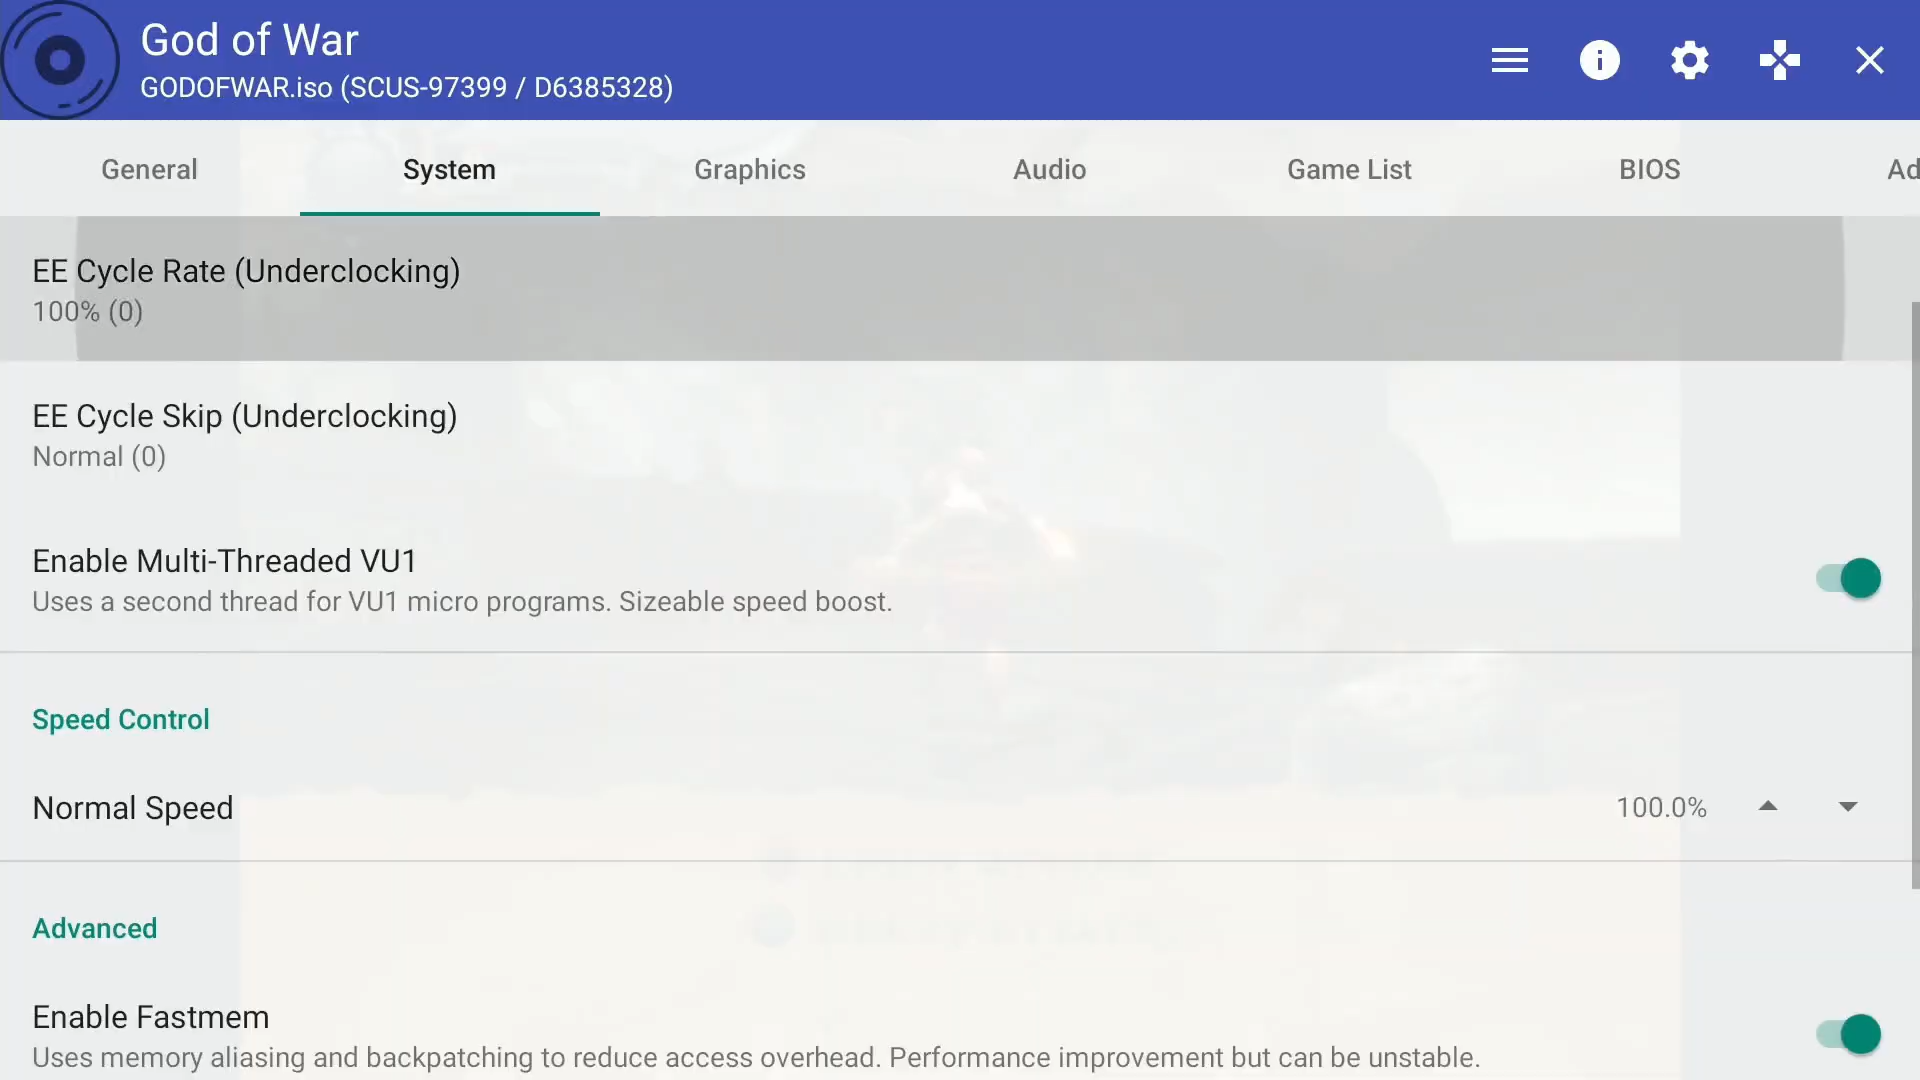 God of War
GODOFWAR.iso (SCUS-97399 / D6385328)
General System Graphics Audio Game List BIOS Ad
EE Cycle Rate (Underclocking)
100% (0)
EE Cycle Skip (Underclocking)
Normal (0)
Enable Multi-Threaded VU1
Uses a second thread for VU1 micro programs. Sizeable speed boost.
Speed Control
Normal Speed 100.0%
Advanced
Enable Fastmem
Uses memory aliasing and backpatching to reduce access overhead. Performance improvement but can be unstable.